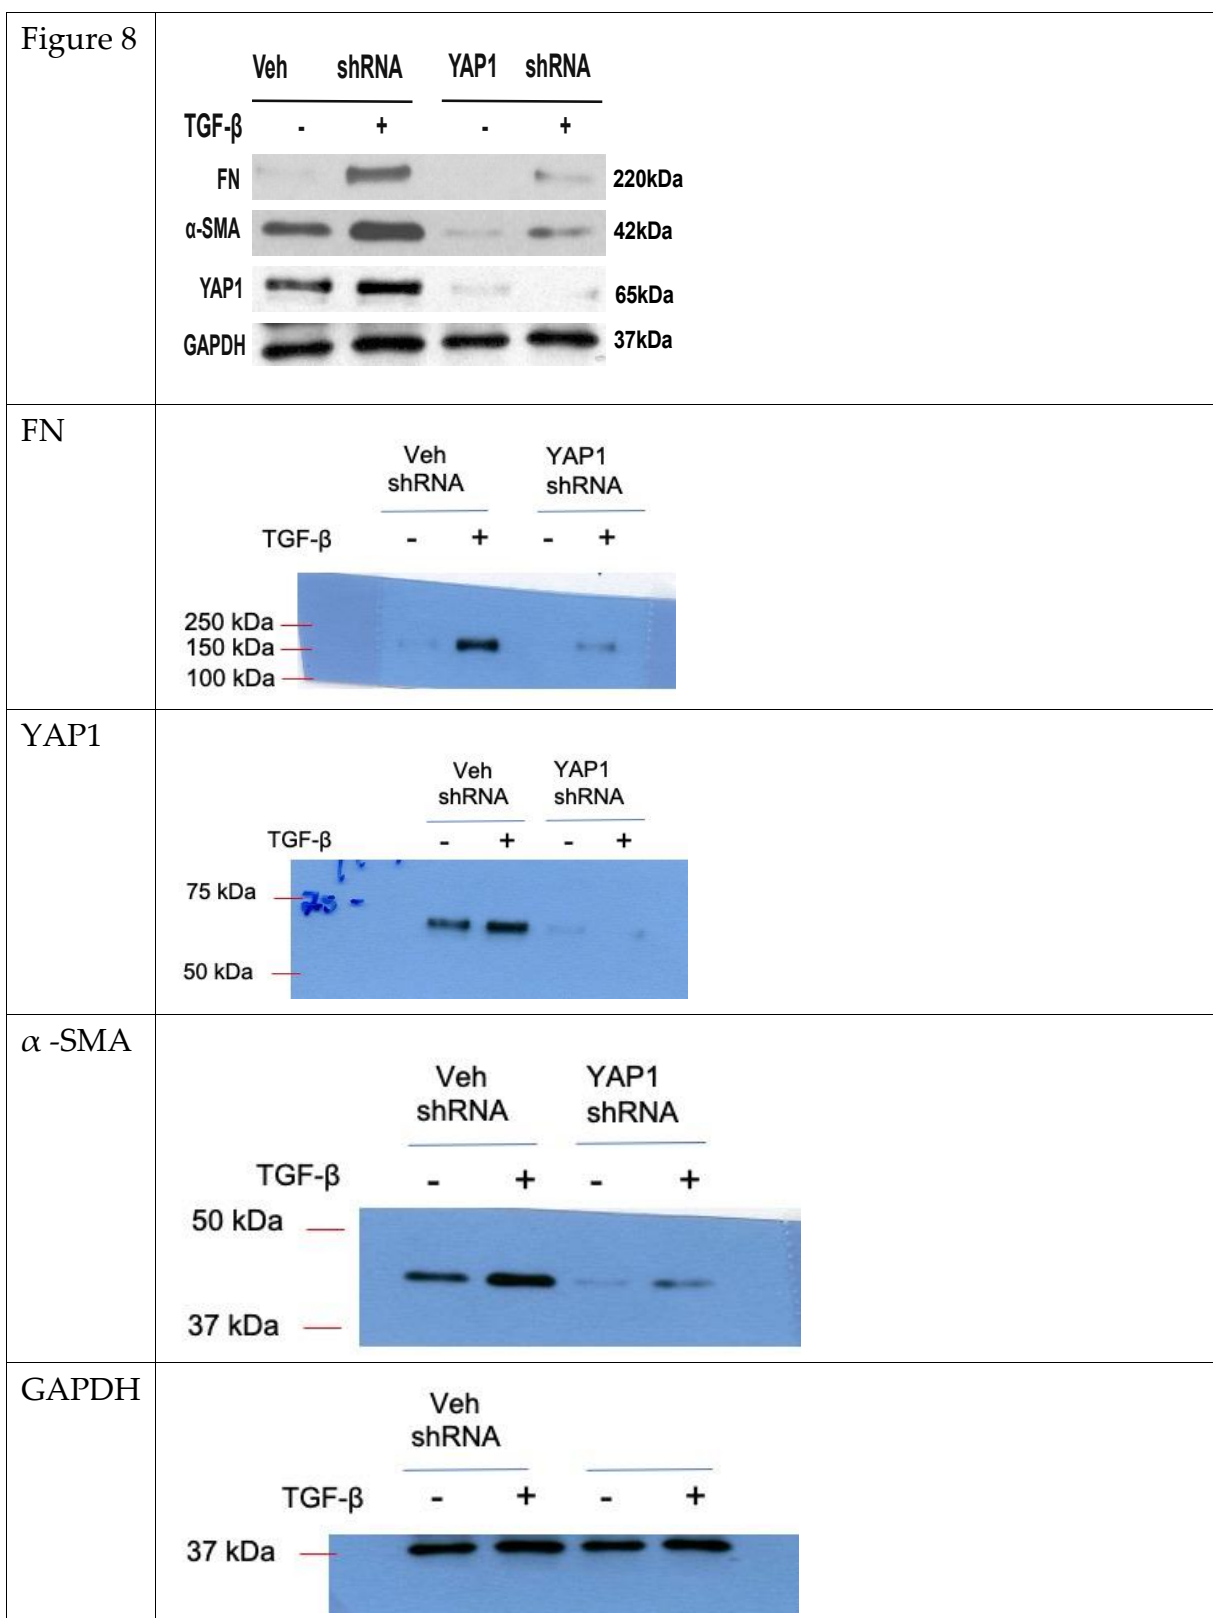 Figure 8
Veh shRNA YAP1 shRNA
TGF-β - + - +
FN 220kDa
α-SMA 42kDa
YAP1 65kDa
GAPDH 37kDa
FN
Veh YAP1
shRNA shRNA
TGF-β - + - +
250 kDa
150 kDa
100 kDa
YAP1
Veh YAP1
shRNA shRNA
TGF-β - + - +
75 kDa 75 -
50 kDa
α -SMA
Veh YAP1
shRNA shRNA
TGF-β - + - +
50 kDa
37 kDa
GAPDH
Veh
shRNA
TGF-β - + - +
37 kDa